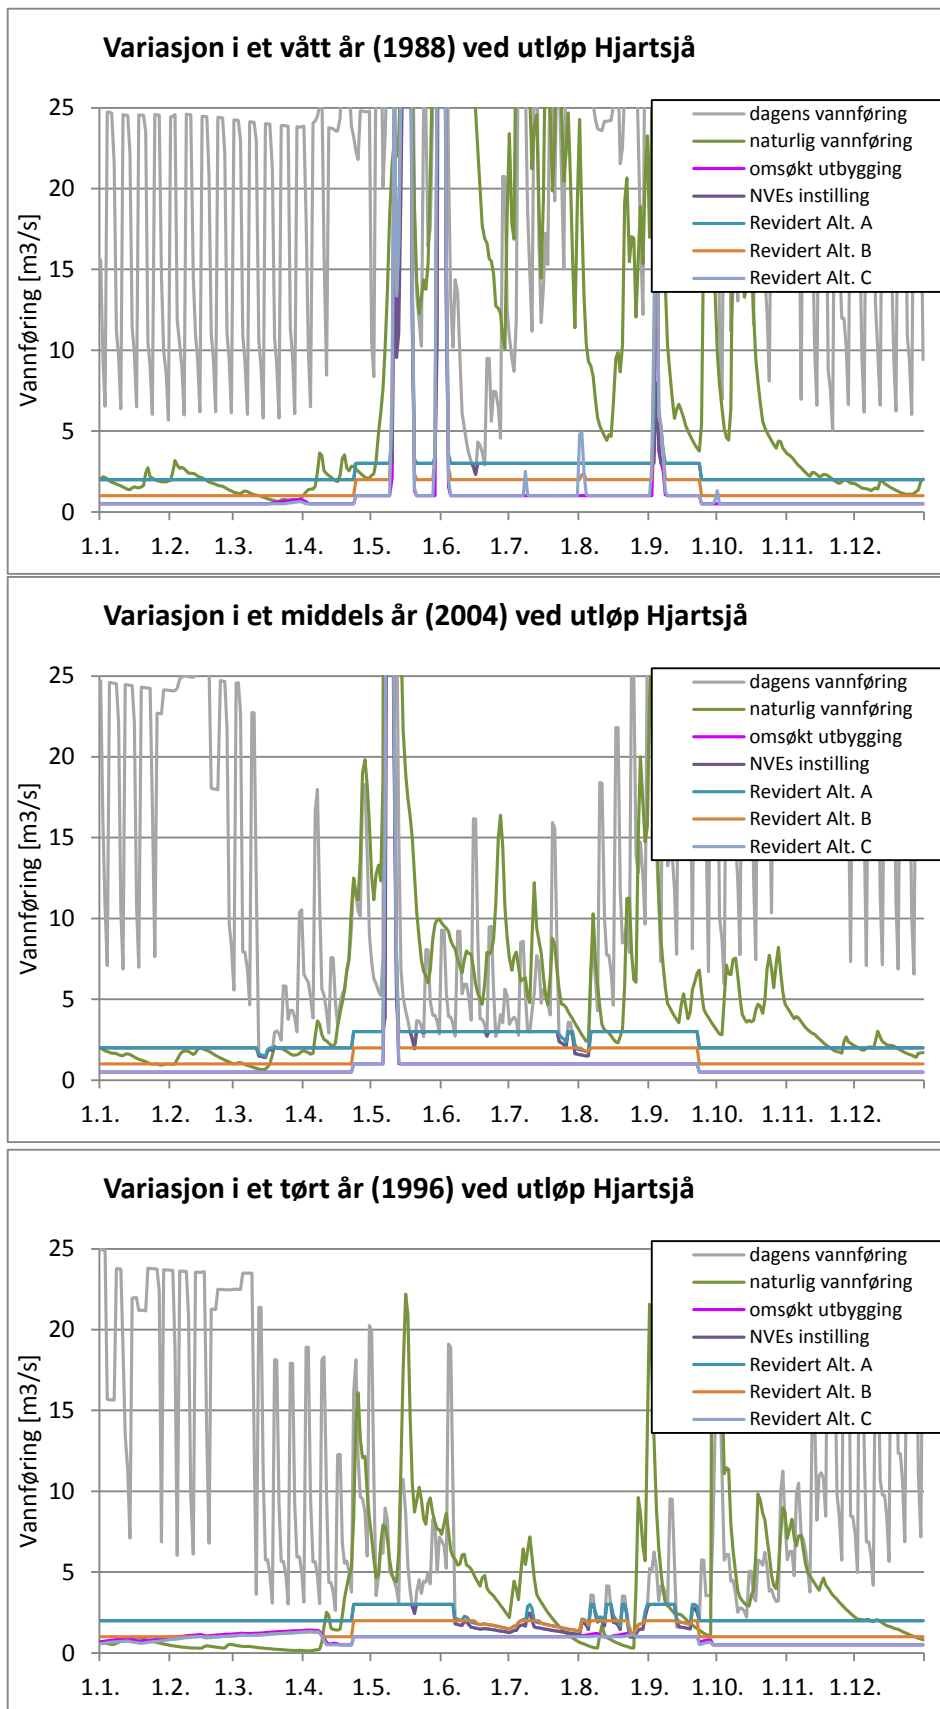 Variasjon i et vått år (1988) ved utløp Hjartsjå
Vannføring [m3/s]
25
20
15
10
5
0
1.1. 1.2. 1.3. 1.4. 1.5. 1.6. 1.7. 1.8. 1.9. 1.10. 1.11. 1.12.
dagens vannføring
naturlig vannføring
omsøkt utbygging
NVEs instilling
Revidert Alt. A
Revidert Alt. B
Revidert Alt. C
Variasjon i et middels år (2004) ved utløp Hjartsjå
Vannføring [m3/s]
25
20
15
10
5
0
1.1. 1.2. 1.3. 1.4. 1.5. 1.6. 1.7. 1.8. 1.9. 1.10. 1.11. 1.12.
dagens vannføring
naturlig vannføring
omsøkt utbygging
NVEs instilling
Revidert Alt. A
Revidert Alt. B
Revidert Alt. C
Variasjon i et tørt år (1996) ved utløp Hjartsjå
Vannføring [m3/s]
25
20
15
10
5
0
1.1. 1.2. 1.3. 1.4. 1.5. 1.6. 1.7. 1.8. 1.9. 1.10. 1.11. 1.12.
dagens vannføring
naturlig vannføring
omsøkt utbygging
NVEs instilling
Revidert Alt. A
Revidert Alt. B
Revidert Alt. C